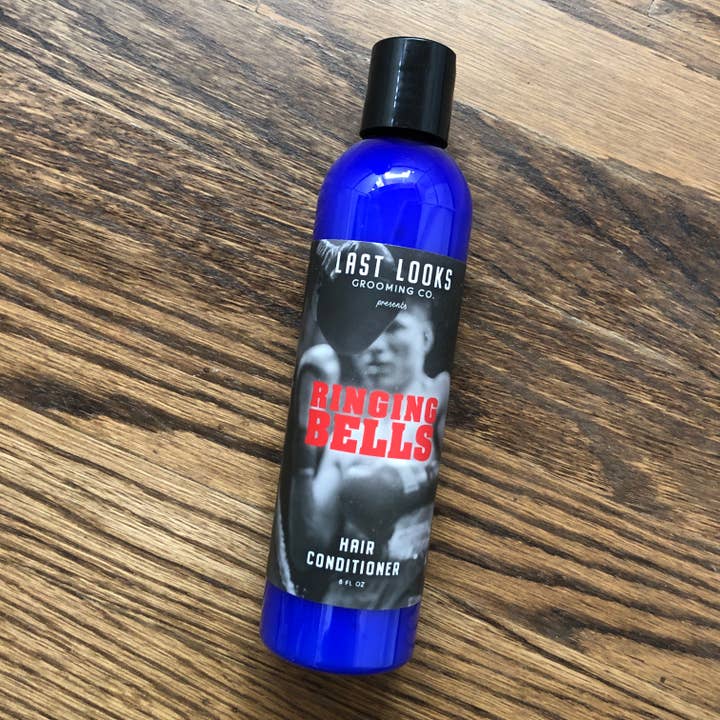 LAST LOOKS
GROOMING CO.
presents
RINGING
BELLS
HAIR
CONDITIONER
8 FL OZ